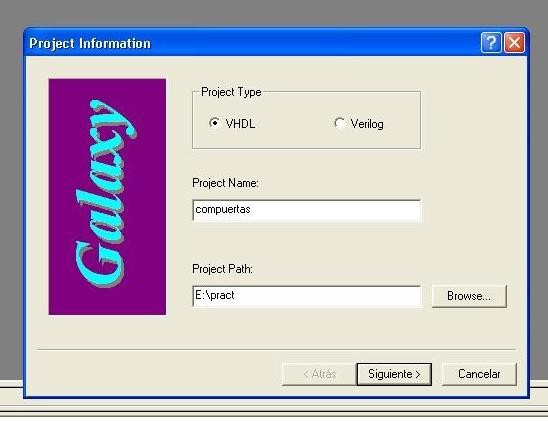 Project Information
Galaxy
Project Type
VHDL
Verilog
Project Name:
compuertas
Project Path:
E:\pract
Browse...
< Atrás
Siguiente >
Cancelar